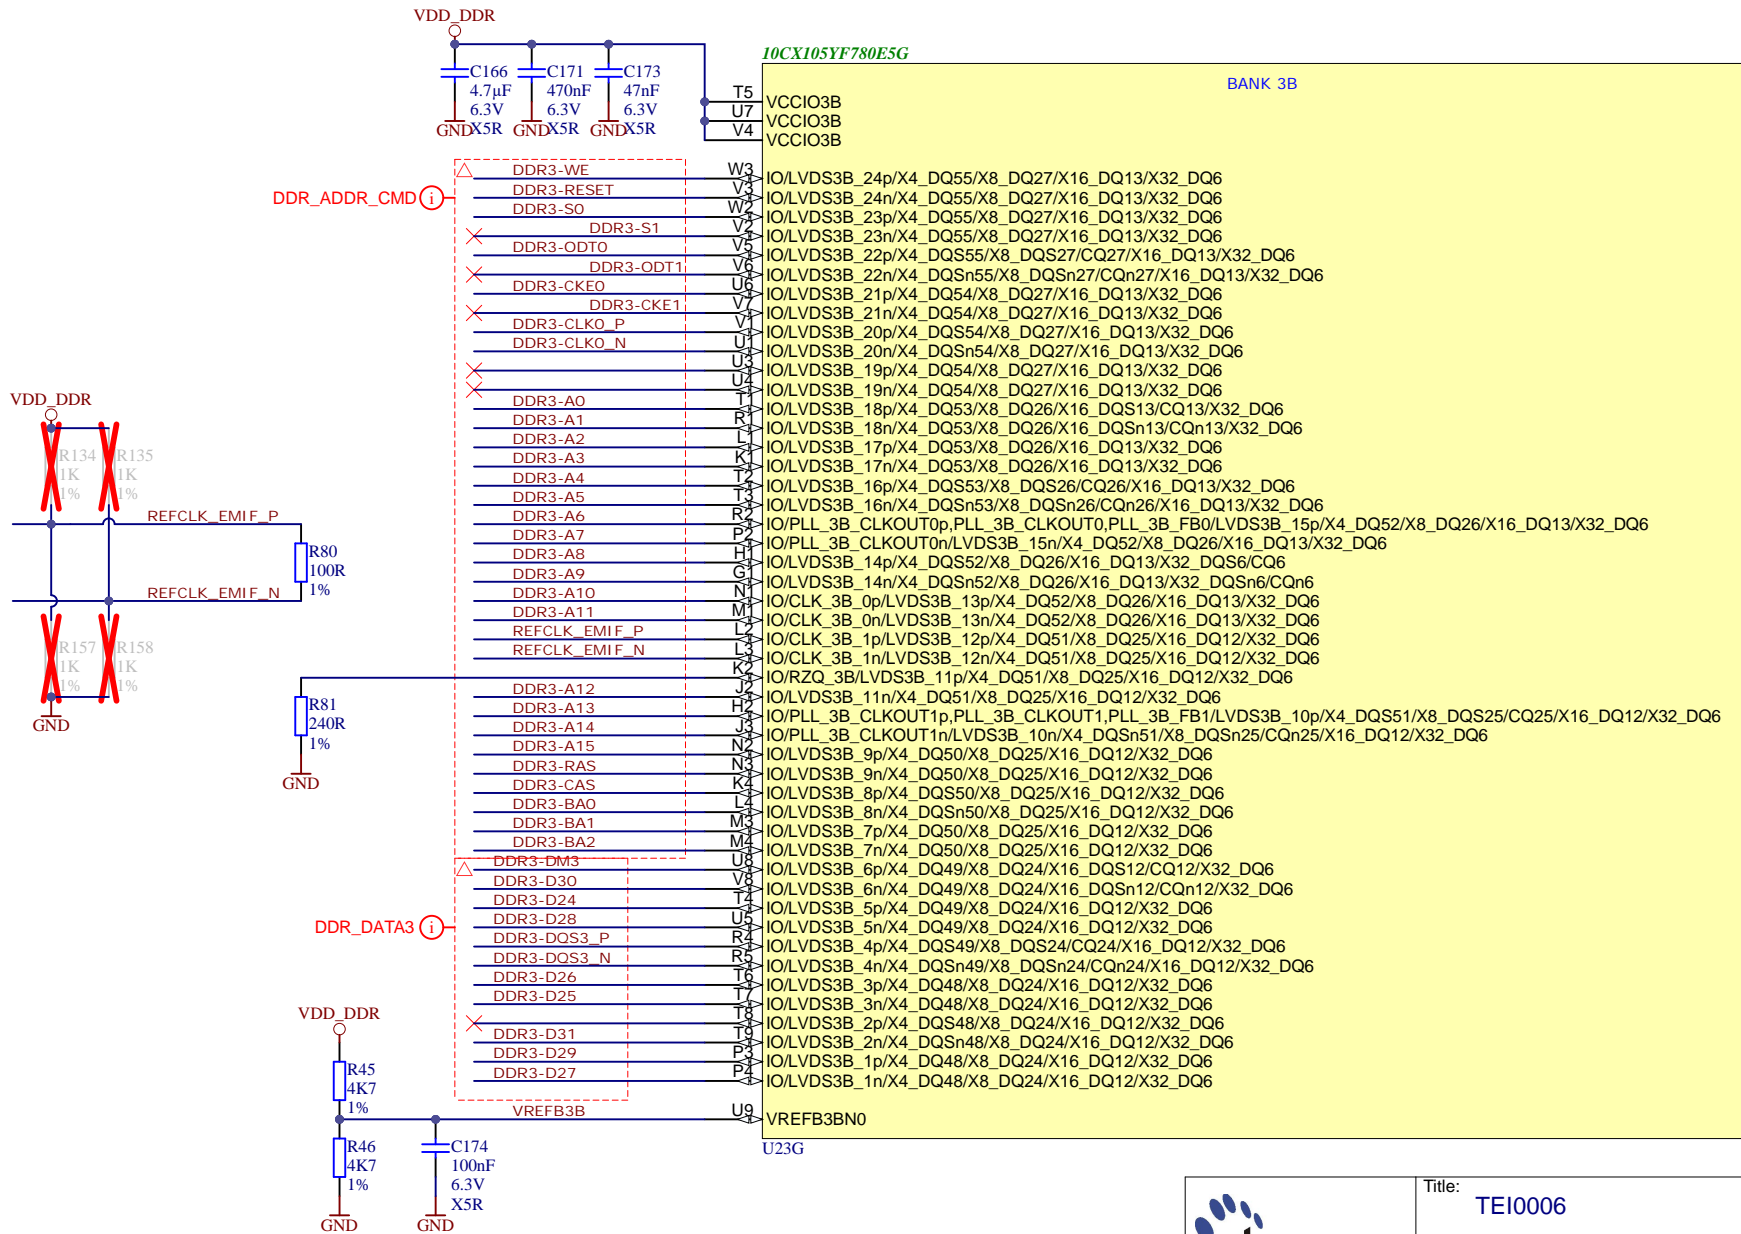 VDD_DDR
C166
4.7µF
6.3V
X5R
GND
C171
470nF
6.3V
X5R
GND
C173
47nF
6.3V
X5R
GND
10CX105YF780E5G
BANK 3B
T5 VCCIO3B
U7 VCCIO3B
V4 VCCIO3B
DDR_ADDR_CMD i
DDR3-WE W3 IO/LVDS3B_24p/X4_DQ55/X8_DQ27/X16_DQ13/X32_DQ6
DDR3-RESET V3 IO/LVDS3B_24n/X4_DQ55/X8_DQ27/X16_DQ13/X32_DQ6
DDR3-S0 W2 IO/LVDS3B_23p/X4_DQ55/X8_DQ27/X16_DQ13/X32_DQ6
DDR3-S1 V2 IO/LVDS3B_23n/X4_DQ55/X8_DQ27/X16_DQ13/X32_DQ6
DDR3-ODT0 V5 IO/LVDS3B_22p/X4_DQS55/X8_DQS27/CQ27/X16_DQ13/X32_DQ6
DDR3-ODT1 V6 IO/LVDS3B_22n/X4_DQSn55/X8_DQSn27/CQn27/X16_DQ13/X32_DQ6
DDR3-CKE0 U6 IO/LVDS3B_21p/X4_DQ54/X8_DQ27/X16_DQ13/X32_DQ6
DDR3-CKE1 V7 IO/LVDS3B_21n/X4_DQ54/X8_DQ27/X16_DQ13/X32_DQ6
DDR3-CLK0_P V1 IO/LVDS3B_20p/X4_DQS54/X8_DQ27/X16_DQ13/X32_DQ6
DDR3-CLK0_N U1 IO/LVDS3B_20n/X4_DQSn54/X8_DQ27/X16_DQ13/X32_DQ6
U3 IO/LVDS3B_19p/X4_DQ54/X8_DQ27/X16_DQ13/X32_DQ6
U4 IO/LVDS3B_19n/X4_DQ54/X8_DQ27/X16_DQ13/X32_DQ6
DDR3-A0 T1 IO/LVDS3B_18p/X4_DQ53/X8_DQ26/X16_DQS13/CQ13/X32_DQ6
DDR3-A1 R1 IO/LVDS3B_18n/X4_DQ53/X8_DQ26/X16_DQSn13/CQn13/X32_DQ6
DDR3-A2 L1 IO/LVDS3B_17p/X4_DQ53/X8_DQ26/X16_DQ13/X32_DQ6
DDR3-A3 K1 IO/LVDS3B_17n/X4_DQ53/X8_DQ26/X16_DQ13/X32_DQ6
DDR3-A4 T2 IO/LVDS3B_16p/X4_DQS53/X8_DQS26/CQ26/X16_DQ13/X32_DQ6
DDR3-A5 T3 IO/LVDS3B_16n/X4_DQSn53/X8_DQSn26/CQn26/X16_DQ13/X32_DQ6
DDR3-A6 R2 IO/PLL_3B_CLKOUT0p,PLL_3B_CLKOUT0,PLL_3B_FB0/LVDS3B_15p/X4_DQ52/X8_DQ26/X16_DQ13/X32_DQ6
DDR3-A7 P2 IO/PLL_3B_CLKOUT0n/LVDS3B_15n/X4_DQ52/X8_DQ26/X16_DQ13/X32_DQ6
DDR3-A8 H1 IO/LVDS3B_14p/X4_DQS52/X8_DQ26/X16_DQ13/X32_DQS6/CQ6
DDR3-A9 G1 IO/LVDS3B_14n/X4_DQSn52/X8_DQ26/X16_DQ13/X32_DQSn6/CQn6
DDR3-A10 N1 IO/CLK_3B_0p/LVDS3B_13p/X4_DQ52/X8_DQ26/X16_DQ13/X32_DQ6
DDR3-A11 M1 IO/CLK_3B_0n/LVDS3B_13n/X4_DQ52/X8_DQ26/X16_DQ13/X32_DQ6
REFCLK_EMIF_P L2 IO/CLK_3B_1p/LVDS3B_12p/X4_DQ51/X8_DQ25/X16_DQ12/X32_DQ6
REFCLK_EMIF_N L3 IO/CLK_3B_1n/LVDS3B_12n/X4_DQ51/X8_DQ25/X16_DQ12/X32_DQ6
K2 IO/RZQ_3B/LVDS3B_11p/X4_DQ51/X8_DQ25/X16_DQ12/X32_DQ6
DDR3-A12 J2 IO/LVDS3B_11n/X4_DQ51/X8_DQ25/X16_DQ12/X32_DQ6
DDR3-A13 H2 IO/PLL_3B_CLKOUT1p,PLL_3B_CLKOUT1,PLL_3B_FB1/LVDS3B_10p/X4_DQS51/X8_DQS25/CQ25/X16_DQ12/X32_DQ6
DDR3-A14 J3 IO/PLL_3B_CLKOUT1n/LVDS3B_10n/X4_DQSn51/X8_DQSn25/CQn25/X16_DQ12/X32_DQ6
DDR3-A15 N2 IO/LVDS3B_9p/X4_DQ50/X8_DQ25/X16_DQ12/X32_DQ6
DDR3-RAS N3 IO/LVDS3B_9n/X4_DQ50/X8_DQ25/X16_DQ12/X32_DQ6
DDR3-CAS K4 IO/LVDS3B_8p/X4_DQS50/X8_DQ25/X16_DQ12/X32_DQ6
DDR3-BA0 L4 IO/LVDS3B_8n/X4_DQSn50/X8_DQ25/X16_DQ12/X32_DQ6
DDR3-BA1 M3 IO/LVDS3B_7p/X4_DQ50/X8_DQ25/X16_DQ12/X32_DQ6
DDR3-BA2 M4 IO/LVDS3B_7n/X4_DQ50/X8_DQ25/X16_DQ12/X32_DQ6
DDR3-DM3 U8 IO/LVDS3B_6p/X4_DQ49/X8_DQ24/X16_DQS12/CQ12/X32_DQ6
DDR3-D30 V8 IO/LVDS3B_6n/X4_DQ49/X8_DQ24/X16_DQSn12/CQn12/X32_DQ6
DDR3-D24 T4 IO/LVDS3B_5p/X4_DQ49/X8_DQ24/X16_DQ12/X32_DQ6
DDR_DATA3 i
DDR3-D28 U5 IO/LVDS3B_5n/X4_DQ49/X8_DQ24/X16_DQ12/X32_DQ6
DDR3-DQS3_P R4 IO/LVDS3B_4p/X4_DQS49/X8_DQS24/CQ24/X16_DQ12/X32_DQ6
DDR3-DQS3_N R5 IO/LVDS3B_4n/X4_DQSn49/X8_DQSn24/CQn24/X16_DQ12/X32_DQ6
DDR3-D26 T6 IO/LVDS3B_3p/X4_DQ48/X8_DQ24/X16_DQ12/X32_DQ6
DDR3-D25 T7 IO/LVDS3B_3n/X4_DQ48/X8_DQ24/X16_DQ12/X32_DQ6
T8 IO/LVDS3B_2p/X4_DQS48/X8_DQ24/X16_DQ12/X32_DQ6
DDR3-D31 T9 IO/LVDS3B_2n/X4_DQSn48/X8_DQ24/X16_DQ12/X32_DQ6
DDR3-D29 P3 IO/LVDS3B_1p/X4_DQ48/X8_DQ24/X16_DQ12/X32_DQ6
DDR3-D27 P4 IO/LVDS3B_1n/X4_DQ48/X8_DQ24/X16_DQ12/X32_DQ6
VREFB3B U9 VREFB3BN0
U23G
VDD_DDR
R134
1K
1%
R135
1K
1%
REFCLK_EMIF_P
R80
100R
1%
REFCLK_EMIF_N
R157
1K
1%
R158
1K
1%
GND
R81
240R
1%
GND
VDD_DDR
R45
4K7
1%
R46
4K7
1%
GND
C174
100nF
6.3V
X5R
GND
Title:
TEI0006